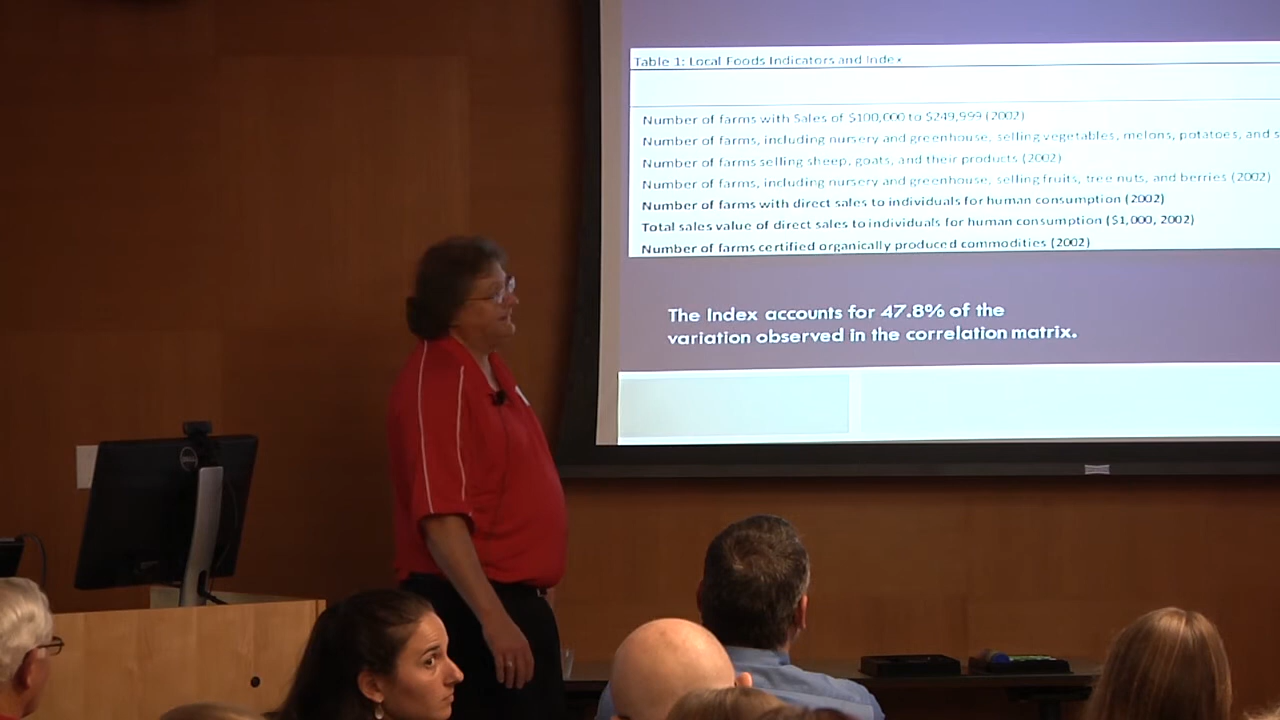 Table 1: Local Foods Indicators and Index
Number of farms with Sales of $100,000 to $249,999 (2002)
Number of farms, including nursery and greenhouse, selling vegetables, melons, potatoes, and s
Number of farms selling sheep, goats, and their products (2002)
Number of farms, including nursery and greenhouse, selling fruits, tree nuts, and berries (2002)
Number of farms with direct sales to individuals for human consumption (2002)
Total sales value of direct sales to individuals for human consumption ($1,000, 2002)
Number of farms certified organically produced commodities (2002)
The Index accounts for 47.8% of the
variation observed in the correlation matrix.